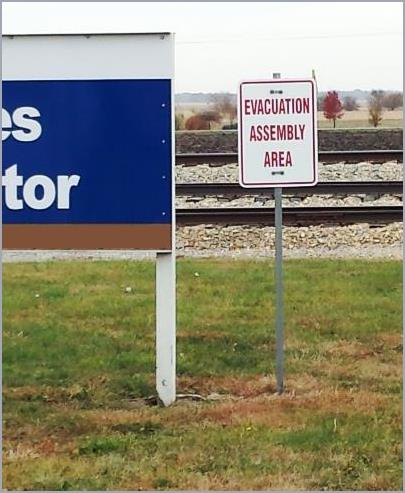 es
tor
EVACUATION
ASSEMBLY
AREA